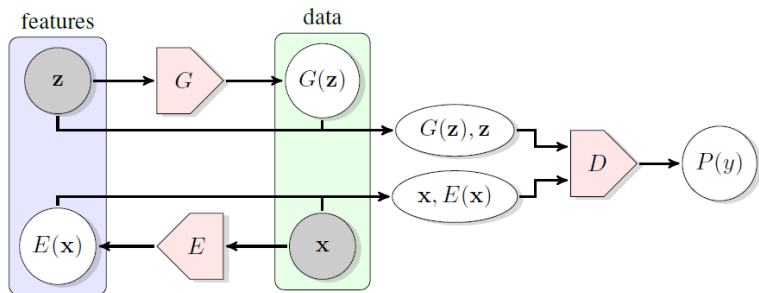 features
data
z
G
G(z)
G(z), z
D
P(y)
x, E(x)
E(x)
E
x